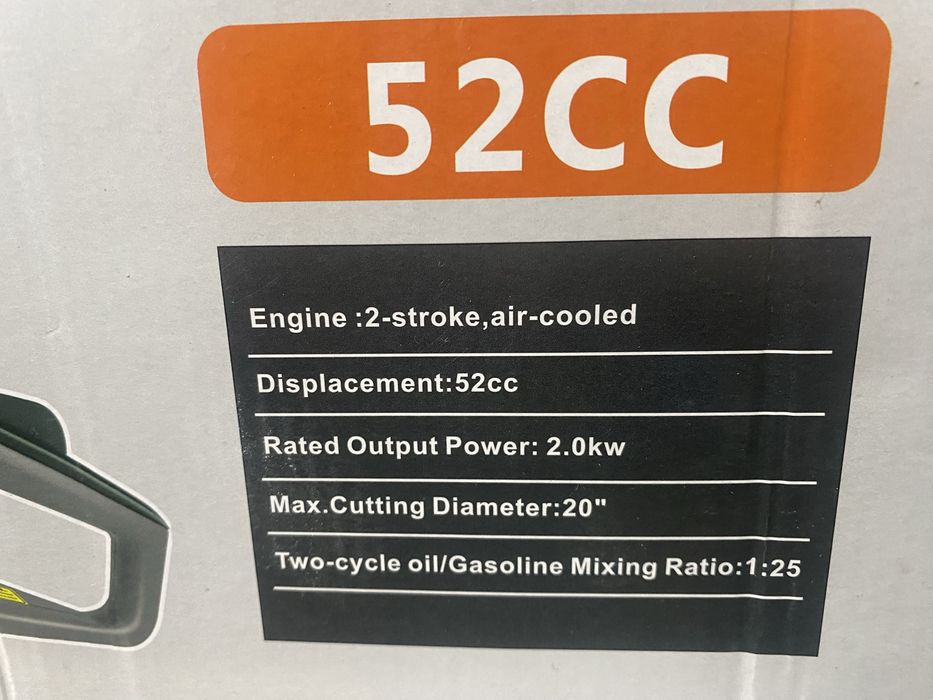 52CC
Engine :2-stroke,air-cooled
Displacement:52cc
Rated Output Power: 2.0kw
Max.Cutting Diameter:20"
Two-cycle oil/Gasoline Mixing Ratio:1:25